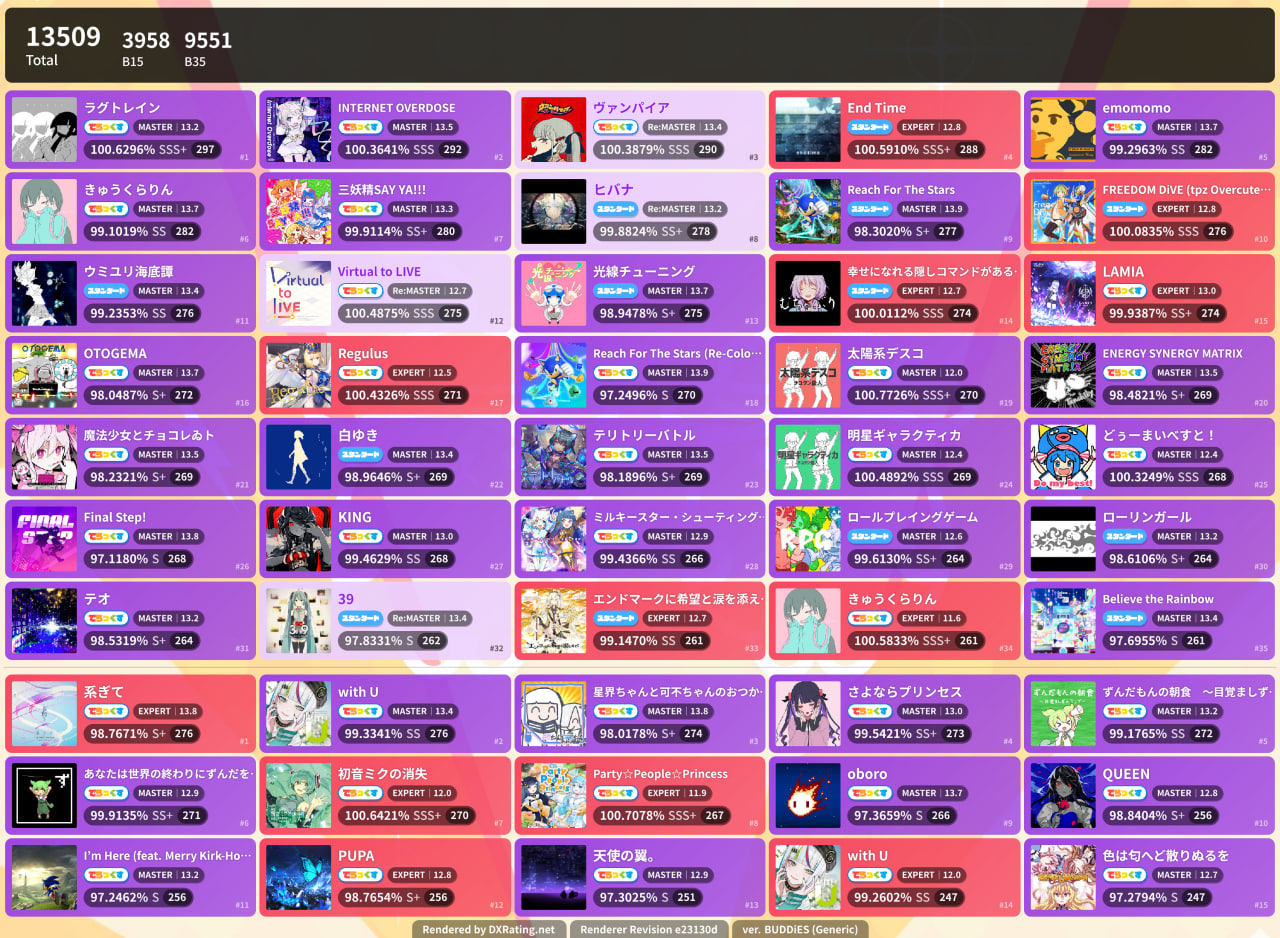 13509 3958 9551
Total B15 B35
ラグトレイン
でらっくす MASTER 13.2
100.6296% SSS+ 297
#1
INTERNET OVERDOSE
でらっくす MASTER 13.5
100.3641% SSS 292
#2
ヴァンパイア
でらっくす Re:MASTER 13.4
100.3879% SSS 290
#3
End Time
スタンダード EXPERT 12.8
100.5910% SSS+ 288
#4
emomomo
でらっくす MASTER 13.7
99.2963% SS 282
#5
きゅうくらりん
でらっくす MASTER 13.7
99.1019% SS 282
#6
三妖精SAY YA!!!
でらっくす MASTER 13.3
99.9114% SS+ 280
#7
ヒバナ
スタンダード Re:MASTER 13.2
99.8824% SS+ 278
#8
Reach For The Stars
スタンダード MASTER 13.9
98.3020% S+ 277
#9
FREEDOM DiVE (tpz Overcute…
スタンダード EXPERT 12.8
100.0835% SSS 276
#10
ウミユリ海底譚
スタンダード MASTER 13.4
99.2353% SS 276
#11
Virtual to LIVE
でらっくす Re:MASTER 12.7
100.4875% SSS 275
#12
光線チューニング
スタンダード MASTER 13.7
98.9478% S+ 275
#13
幸せになれる隠しコマンドがある
スタンダード EXPERT 12.7
100.0112% SSS 274
#14
LAMIA
でらっくす EXPERT 13.0
99.9387% SS+ 274
#15
OTOGEMA
でらっくす MASTER 13.7
98.0487% S+ 272
#16
Regulus
でらっくす EXPERT 12.5
100.4326% SSS 271
#17
Reach For The Stars (Re-Colo…
でらっくす MASTER 13.9
97.2496% S 270
#18
太陽系デスコ
でらっくす MASTER 12.0
100.7726% SSS+ 270
#19
ENERGY SYNERGY MATRIX
でらっくす MASTER 13.5
98.4821% S+ 269
#20
魔法少女とチョコレゐト
でらっくす MASTER 13.5
98.2321% S+ 269
#21
白ゆき
スタンダード MASTER 13.4
98.9646% S+ 269
#22
テリトリーバトル
でらっくす MASTER 13.5
98.1896% S+ 269
#23
明星ギャラクティカ
でらっくす MASTER 12.4
100.4892% SSS 269
#24
どぅーまいべすと！
でらっくす MASTER 12.4
100.3249% SSS 268
#25
Final Step!
でらっくす MASTER 13.8
97.1180% S 268
#26
KING
でらっくす MASTER 13.0
99.4629% SS 268
#27
ミルキースター・シューティング
でらっくす MASTER 12.9
99.4366% SS 266
#28
ロールプレイングゲーム
スタンダード MASTER 12.6
99.6130% SS+ 264
#29
ローリンガール
スタンダード MASTER 13.2
98.6106% S+ 264
#30
テオ
でらっくす MASTER 13.2
98.5319% S+ 264
#31
39
スタンダード Re:MASTER 13.4
97.8331% S 262
#32
エンドマークに希望と涙を添え
スタンダード EXPERT 12.7
99.1470% SS 261
#33
きゅうくらりん
でらっくす EXPERT 11.6
100.5833% SSS+ 261
#34
Believe the Rainbow
スタンダード MASTER 13.4
97.6955% S 261
#35
系ぎて
でらっくす EXPERT 13.8
98.7671% S+ 276
#1
with U
でらっくす MASTER 13.4
99.3341% SS 276
#2
星界ちゃんと可不ちゃんのおつか
でらっくす MASTER 13.8
98.0178% S+ 274
#3
さよならプリンセス
でらっくす MASTER 13.0
99.5421% SS+ 273
#4
ずんだもんの朝食　〜目覚ましず
でらっくす MASTER 13.2
99.1765% SS 272
#5
あなたは世界の終わりにずんだを
でらっくす MASTER 12.9
99.9135% SS+ 271
#6
初音ミクの消失
でらっくす EXPERT 12.0
100.6421% SSS+ 270
#7
Party☆People☆Princess
でらっくす EXPERT 11.9
100.7078% SSS+ 267
#8
oboro
でらっくす MASTER 13.7
97.3659% S 266
#9
QUEEN
でらっくす MASTER 12.8
98.8404% S+ 256
#10
I'm Here (feat. Merry Kirk-Ho…
でらっくす MASTER 13.2
97.2462% S 256
#11
PUPA
でらっくす EXPERT 12.8
98.7654% S+ 256
#12
天使の翼。
でらっくす MASTER 12.9
97.3025% S 251
#13
with U
でらっくす EXPERT 12.0
99.2602% SS 247
#14
色は匂へど散りぬるを
でらっくす MASTER 12.7
97.2794% S 247
#15
Rendered by DXRating.net Renderer Revision e23130d ver. BUDDiES (Generic)